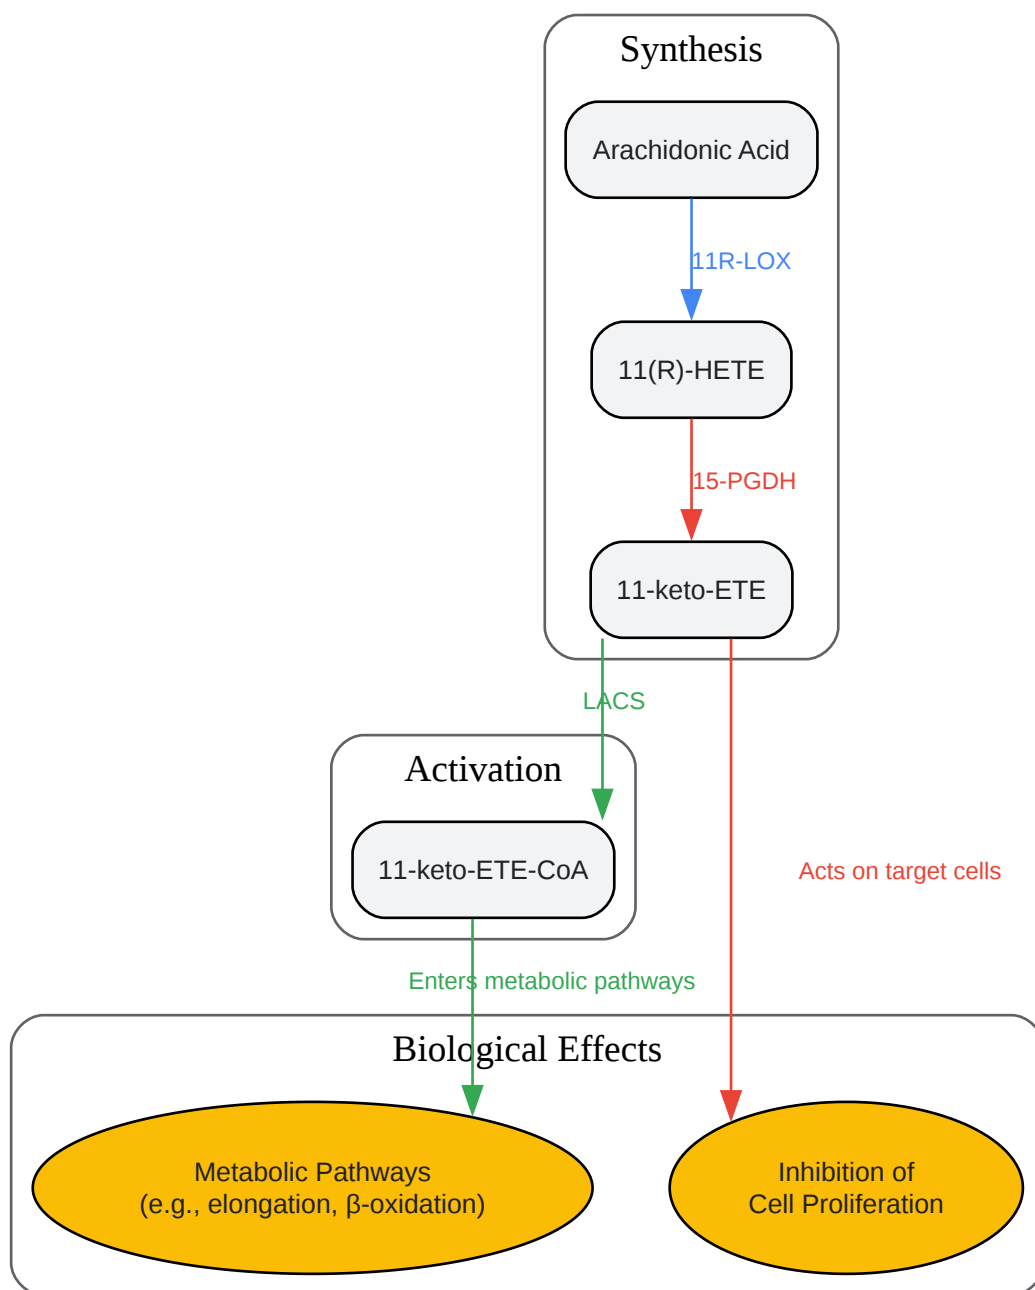 Synthesis
Arachidonic Acid
11R-LOX
11(R)-HETE
15-PGDH
11-keto-ETE
LACS
Activation
11-keto-ETE-CoA
Acts on target cells
Enters metabolic pathways
Biological Effects
Metabolic Pathways
(e.g., elongation, β-oxidation)
Inhibition of
Cell Proliferation